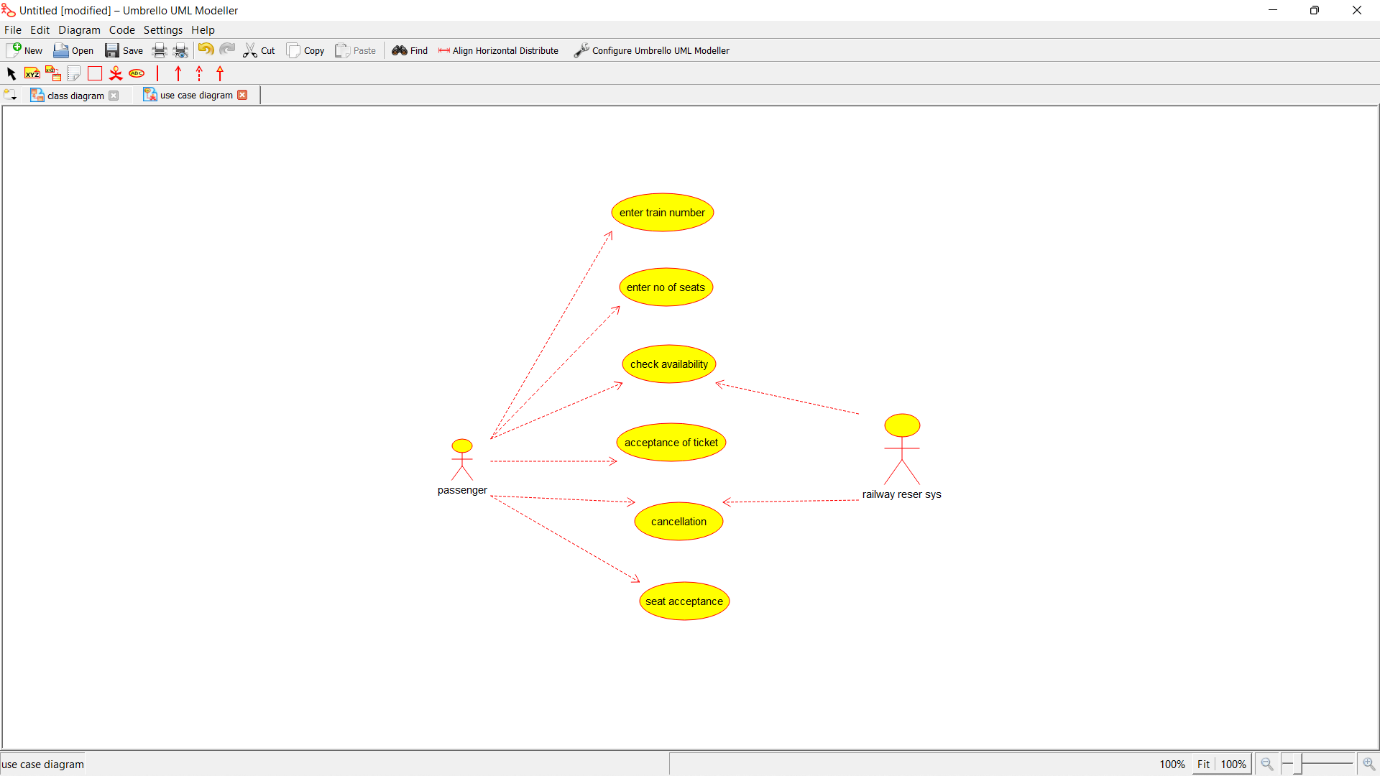 Untitled [modified] – Umbrello UML Modeller
File Edit Diagram Code Settings Help
New Open Save Cut Copy Paste Find Align Horizontal Distribute Configure Umbrello UML Modeller
XYZ ABC
class diagram use case diagram
enter train number
enter no of seats
check availability
acceptance of ticket
passenger
railway reser sys
cancellation
seat acceptance
use case diagram 100% Fit 100%